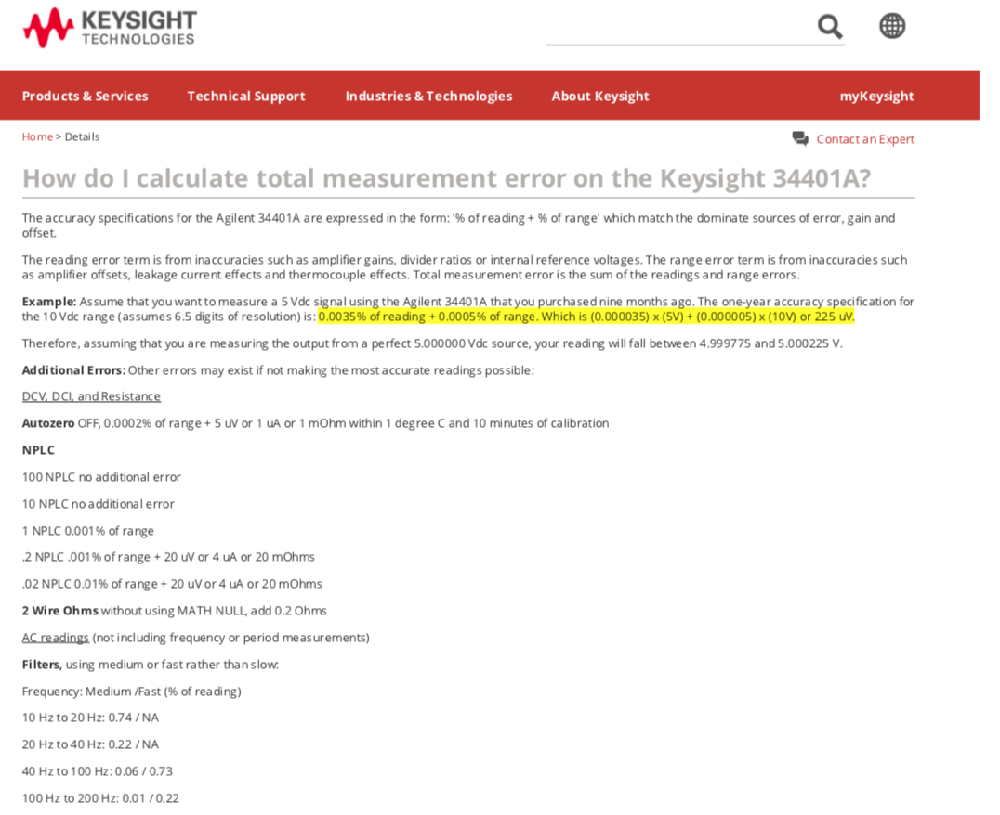 KEYSIGHT
TECHNOLOGIES
Products & Services Technical Support Industries & Technologies About Keysight myKeysight
Home > Details
Contact an Expert
How do I calculate total measurement error on the Keysight 34401A?
The accuracy specifications for the Agilent 34401A are expressed in the form: '% of reading + % of range' which match the dominate sources of error, gain and
offset.
The reading error term is from inaccuracies such as amplifier gains, divider ratios or internal reference voltages. The range error term is from inaccuracies such
as amplifier offsets, leakage current effects and thermocouple effects. Total measurement error is the sum of the readings and range errors.
Example: Assume that you want to measure a 5 Vdc signal using the Agilent 34401A that you purchased nine months ago. The one-year accuracy specification for
the 10 Vdc range (assumes 6.5 digits of resolution) is: 0.0035% of reading + 0.0005% of range. Which is (0.000035) x (5V) + (0.000005) x (10V) or 225 uV.
Therefore, assuming that you are measuring the output from a perfect 5.000000 Vdc source, your reading will fall between 4.999775 and 5.000225 V.
Additional Errors: Other errors may exist if not making the most accurate readings possible:
DCV, DCI, and Resistance
Autozero OFF, 0.0002% of range + 5 uV or 1 uA or 1 mOhm within 1 degree C and 10 minutes of calibration
NPLC
100 NPLC no additional error
10 NPLC no additional error
1 NPLC 0.001% of range
.2 NPLC .001% of range + 20 uV or 4 uA or 20 mOhms
.02 NPLC 0.01% of range + 20 uV or 4 uA or 20 mOhms
2 Wire Ohms without using MATH NULL, add 0.2 Ohms
AC readings (not including frequency or period measurements)
Filters, using medium or fast rather than slow:
Frequency: Medium /Fast (% of reading)
10 Hz to 20 Hz: 0.74 / NA
20 Hz to 40 Hz: 0.22 / NA
40 Hz to 100 Hz: 0.06 / 0.73
100 Hz to 200 Hz: 0.01 / 0.22